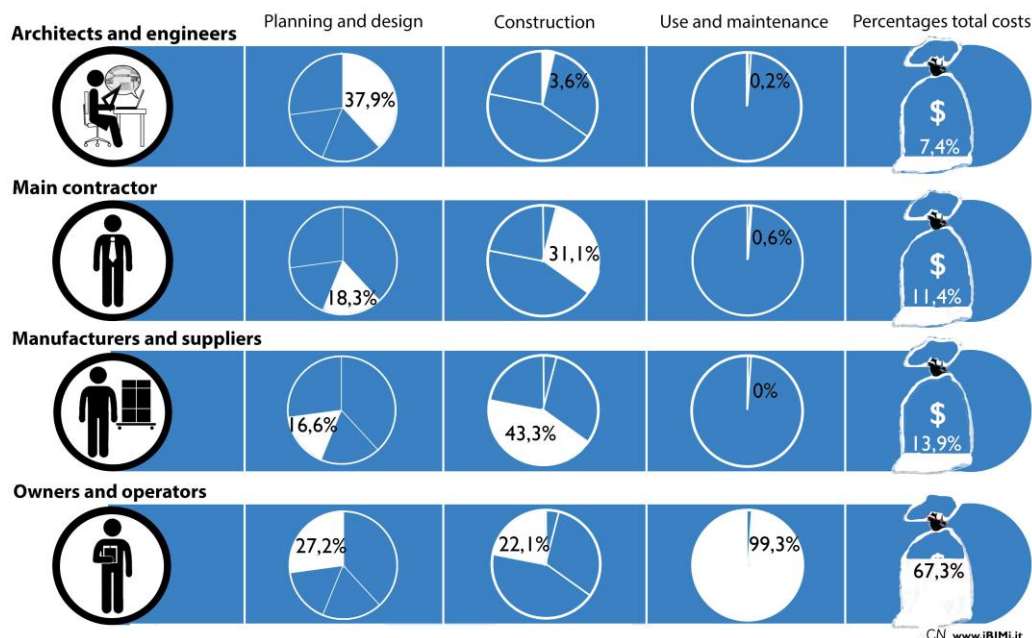 Planning and design Construction Use and maintenance Percentages total costs
Architects and engineers
37,9% 3,6% 0,2% $
7,4%
Main contractor
31,1% 0,6% $
18,3% 11,4%
Manufacturers and suppliers
16,6% 43,3% 0% $
13,9%
Owners and operators
27,2% 22,1% 99,3% 67,3%
CN www.iBIMi.it